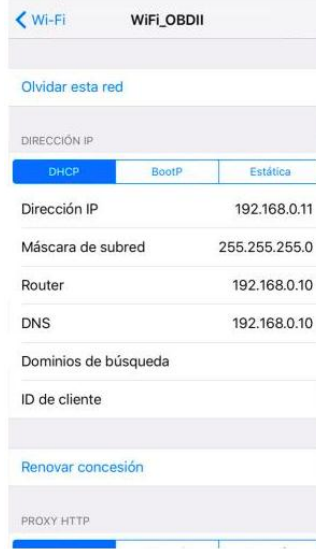 Wi-Fi WiFi_OBDII
Olvidar esta red
DIRECCIÓN IP
DHCP BootP Estática
Dirección IP 192.168.0.11
Máscara de subred 255.255.255.0
Router 192.168.0.10
DNS 192.168.0.10
Dominios de búsqueda
ID de cliente
Renovar concesión
PROXY HTTP